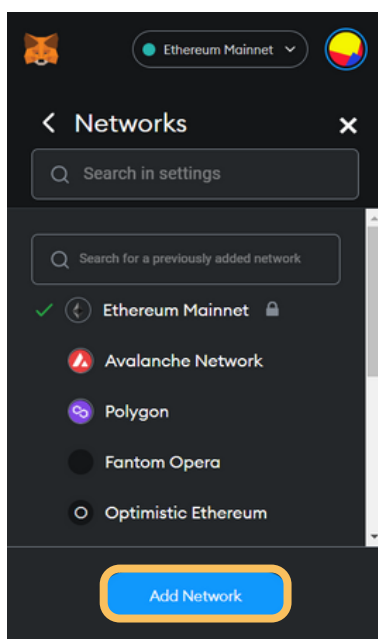 Ethereum Mainnet
Networks
Search in settings
Search for a previously added network
Ethereum Mainnet
Avalanche Network
Polygon
Fantom Opera
Optimistic Ethereum
Add Network